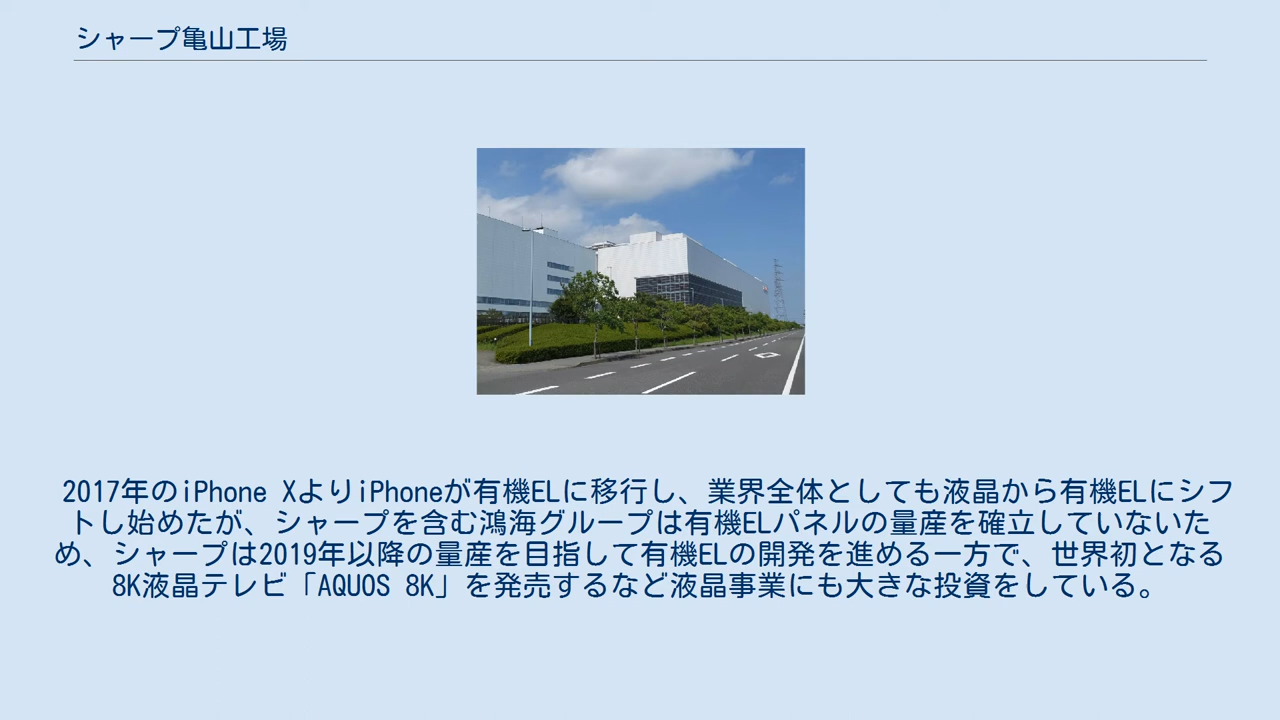 シャープ亀山工場
2017年のiPhone XよりiPhoneが有機ELに移行し、業界全体としても液晶から有機ELにシフ
トし始めたが、シャープを含む鴻海グループは有機ELパネルの量産を確立していないた
め、シャープは2019年以降の量産を目指して有機ELの開発を進める一方で、世界初となる
8K液晶テレビ「AQUOS 8K」を発売するなど液晶事業にも大きな投資をしている。